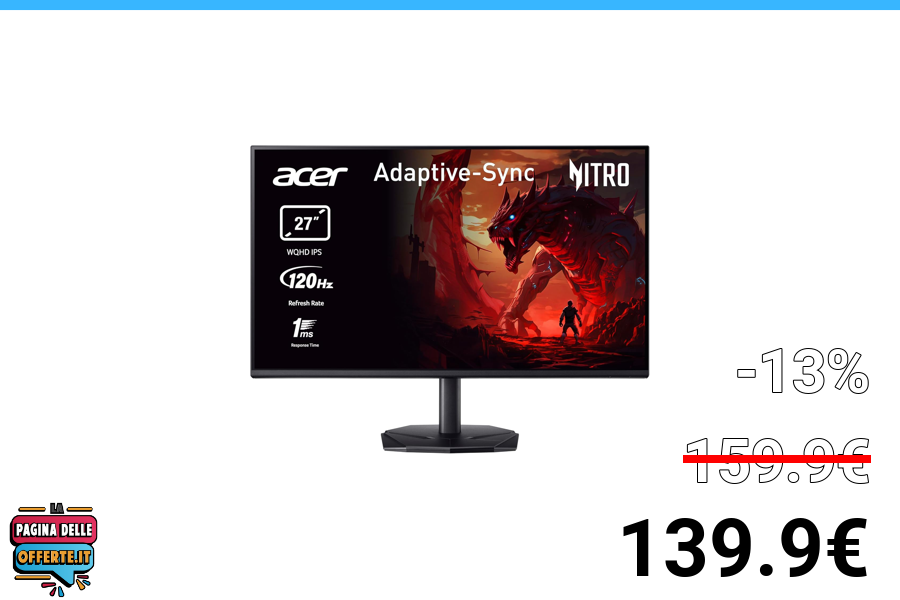 acer Adaptive-Sync NITRO
27"
WQHD IPS
120Hz
Refresh Rate
1ms
Response Time
-13%
159.9€
139.9€
LA
PAGINA DELLE
OFFERTE.IT